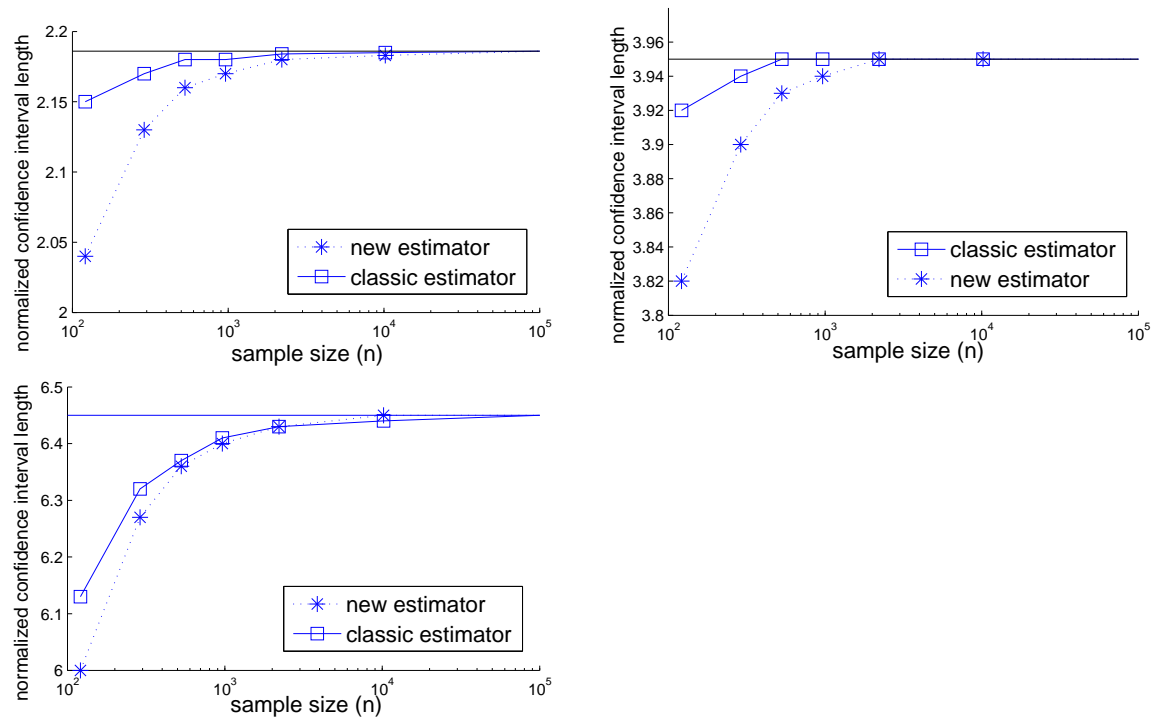 normalized confidence interval length
2.2
2.15
2.1
2.05
2
10^2
10^3
10^4
10^5
sample size (n)
new estimator
classic estimator
normalized confidence interval length
3.96
3.94
3.92
3.9
3.88
3.86
3.84
3.82
3.8
10^2
10^3
10^4
10^5
sample size (n)
classic estimator
new estimator
normalized confidence interval length
6.5
6.4
6.3
6.2
6.1
6
10^2
10^3
10^4
10^5
sample size (n)
new estimator
classic estimator